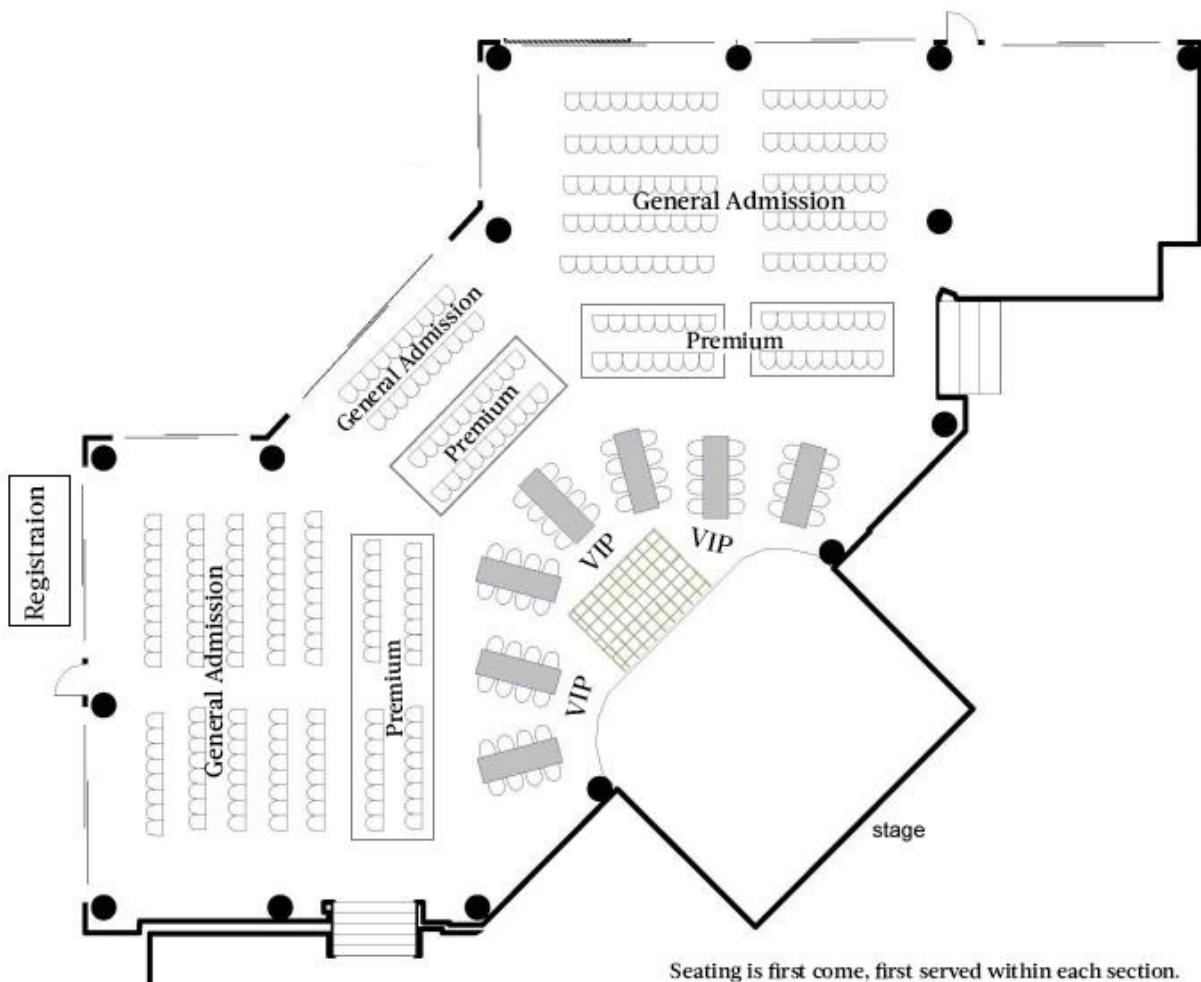 General Admission
General Admission
Premium
Premium
Registraion
General Admission
Premium
VIP
VIP
VIP
stage
Seating is first come, first served within each section.